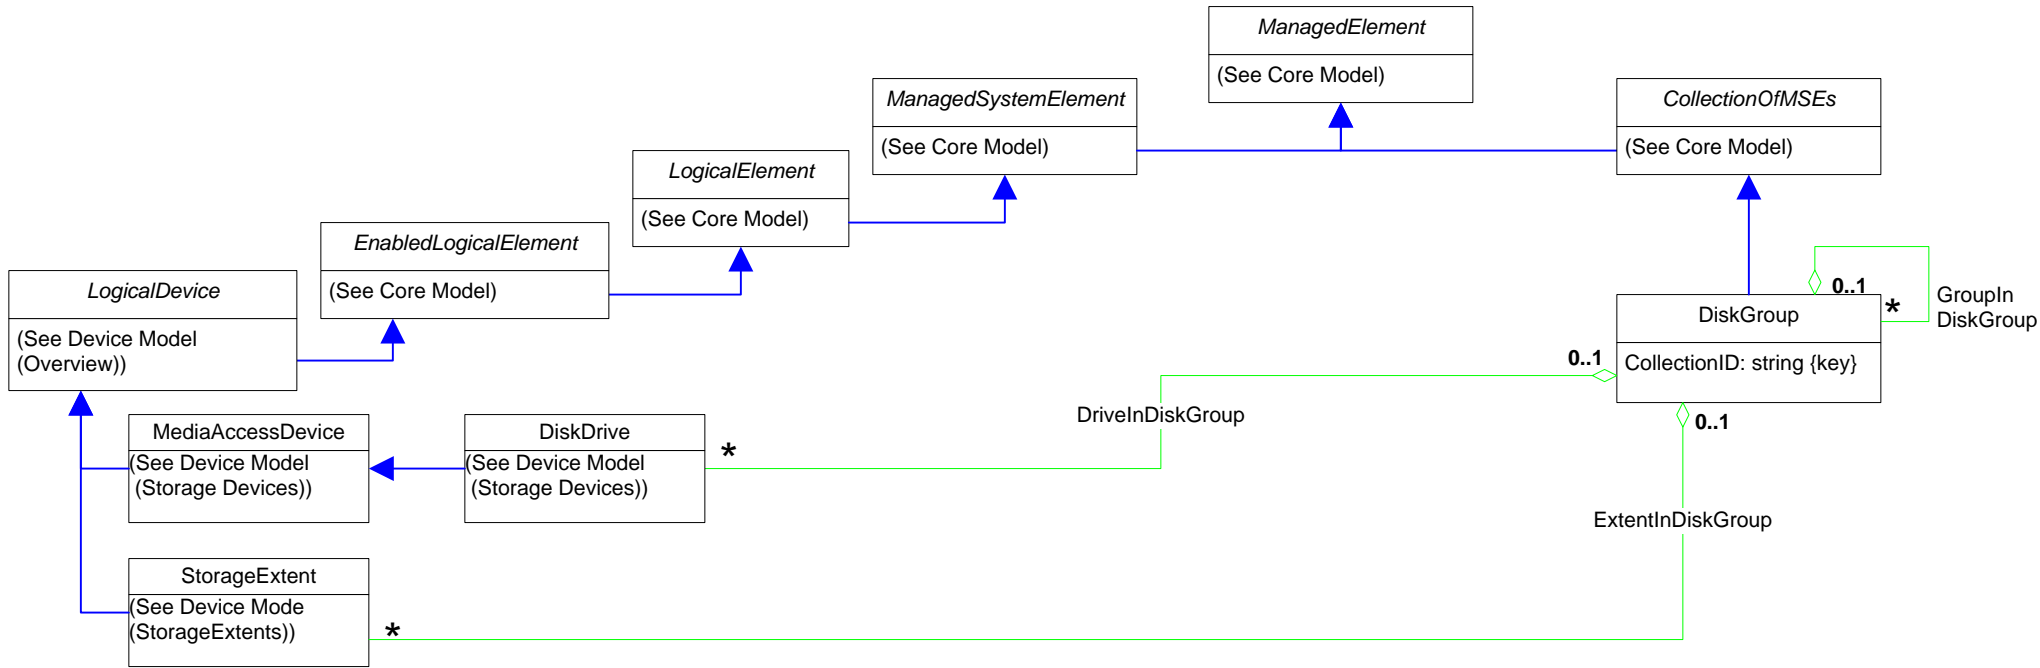 ManagedElement
(See Core Model)
ManagedSystemElement
(See Core Model)
CollectionOfMSEs
(See Core Model)
LogicalElement
(See Core Model)
EnabledLogicalElement
(See Core Model)
LogicalDevice
(See Device Model
(Overview))
0..1
*
GroupIn
DiskGroup
DiskGroup
CollectionID: string {key}
0..1
0..1
DriveInDiskGroup
MediaAccessDevice
(See Device Model
(Storage Devices))
DiskDrive
(See Device Model
(Storage Devices))
*
ExtentInDiskGroup
StorageExtent
(See Device Mode
(StorageExtents))
*